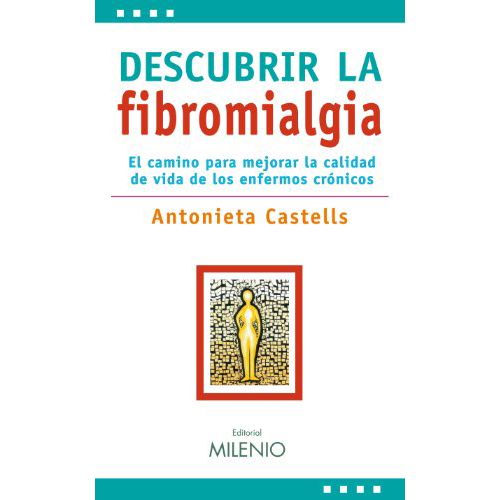 DESCUBRIR LA
fibromialgia
El camino para mejorar la calidad
de vida de los enfermos crónicos
Antonieta Castells
Editorial
MILENIO